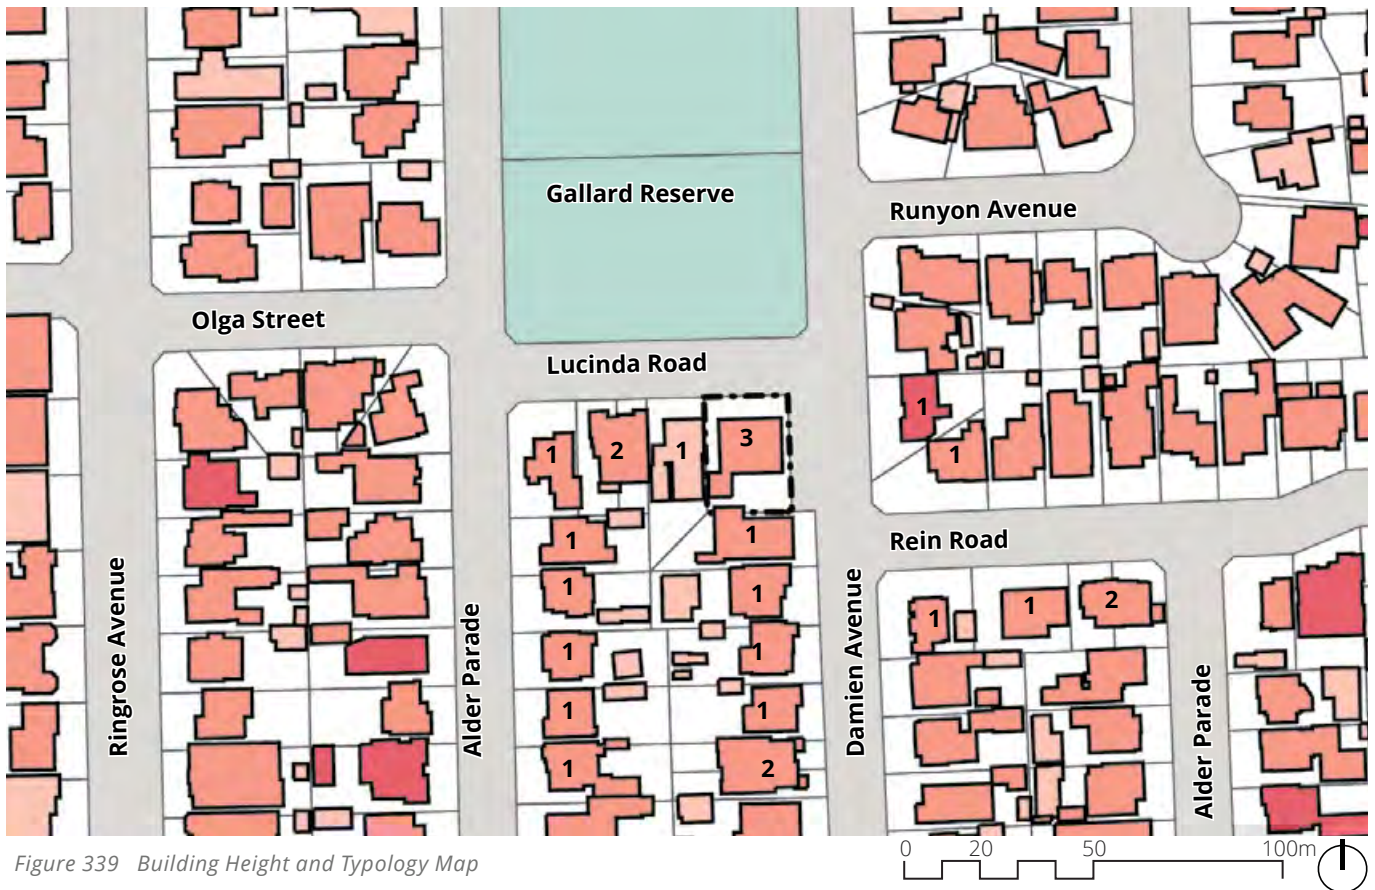 Gallard Reserve
Runyon Avenue
Olga Street
Lucinda Road
1
3
2
1
1
1
1
1
1
Rein Road
1
1
1
1
2
1
1
1
1
1
1
2
Ringrose Avenue
Alder Parade
Damien Avenue
Alder Parade
Figure 339 Building Height and Typology Map
0 20 50 100m